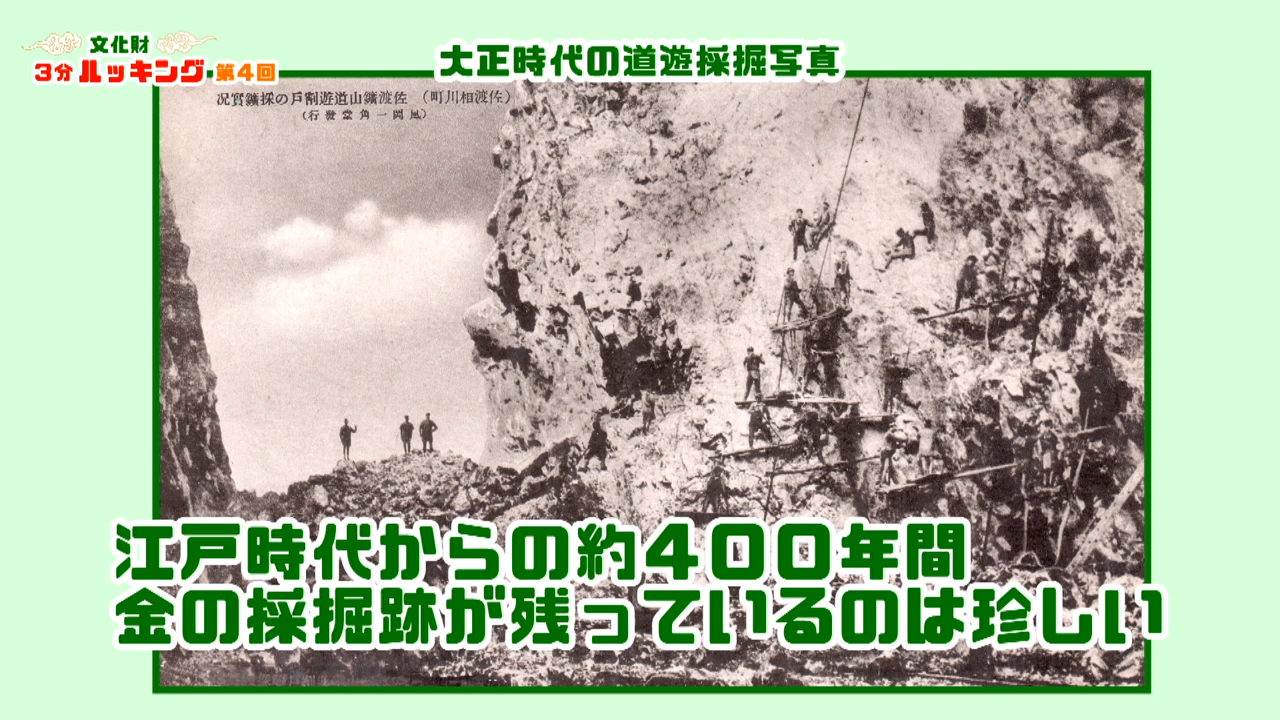 文化財
3分ルッキング 第4回
大正時代の道遊採掘写真
況實鑛採の戸割遊道山鑛渡佐 （町川相渡佐）
（行發堂角一岡風）
江戸時代からの約400年間
金の採掘跡が残っているのは珍しい